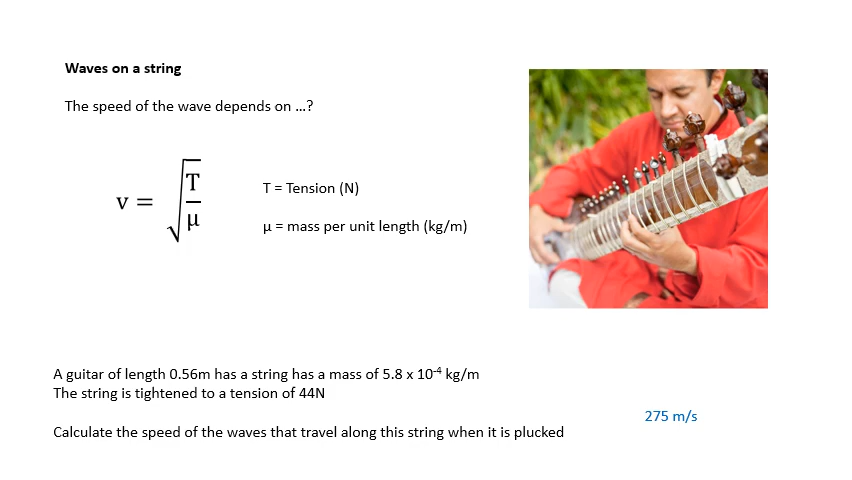 Waves on a string
The speed of the wave depends on …?
v = √(T/μ)
T = Tension (N)
μ = mass per unit length (kg/m)
A guitar of length 0.56m has a string has a mass of 5.8 x 10⁻⁴ kg/m
The string is tightened to a tension of 44N
275 m/s
Calculate the speed of the waves that travel along this string when it is plucked